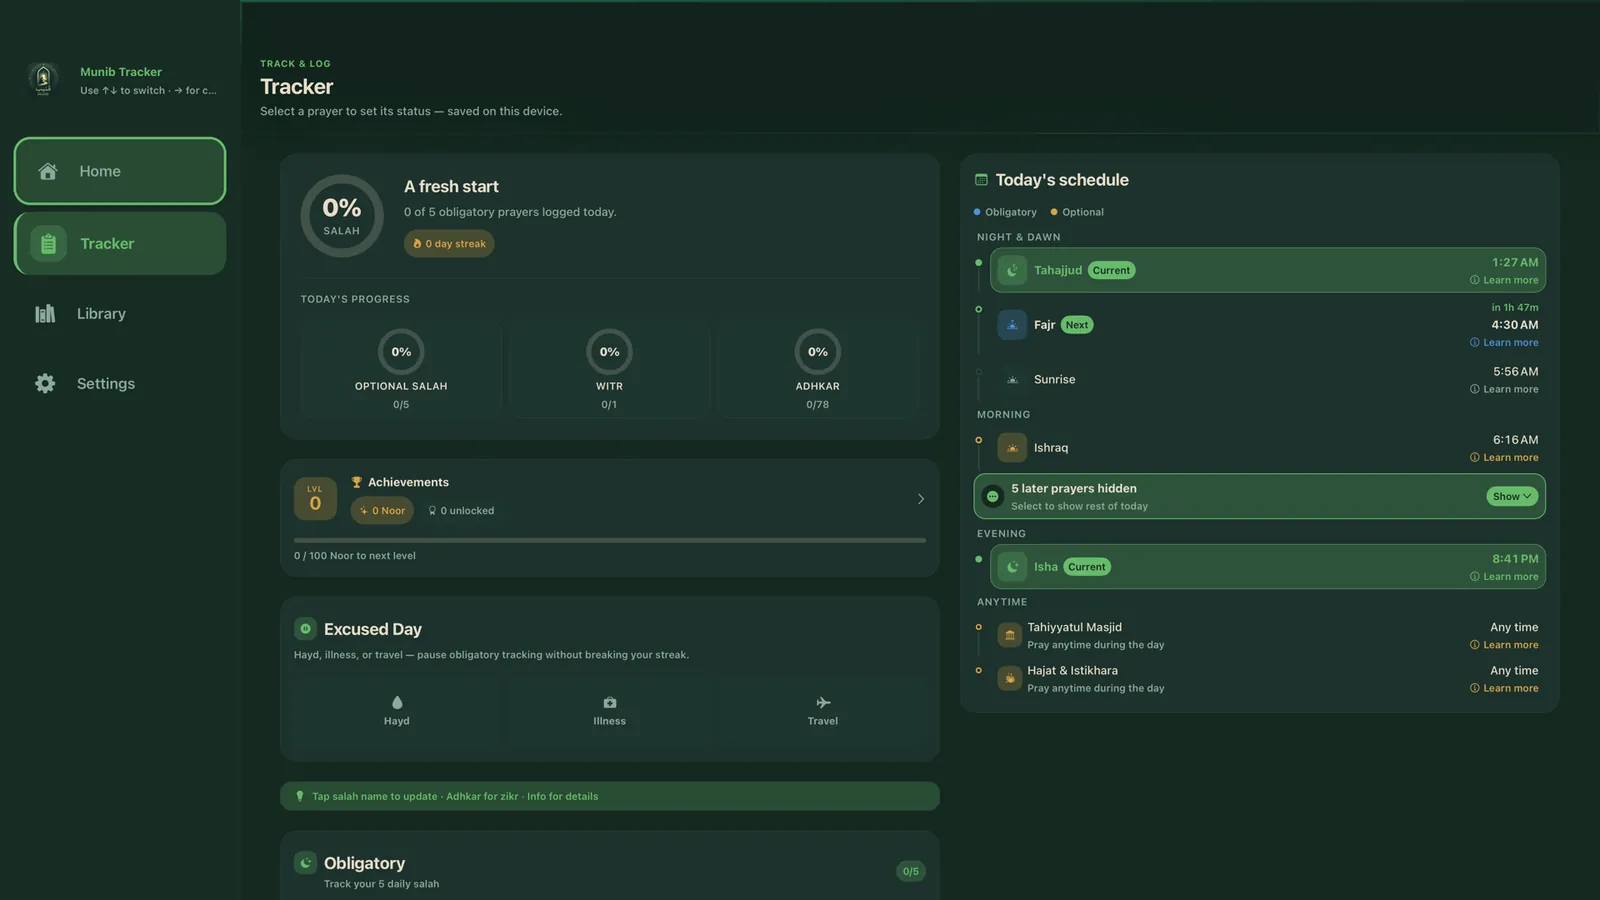 Munib Tracker
Use ↑↓ to switch · → for c...
Home
Tracker
Library
Settings
TRACK & LOG
Tracker
Select a prayer to set its status — saved on this device.
0%
SALAH
A fresh start
0 of 5 obligatory prayers logged today.
0 day streak
TODAY'S PROGRESS
0%
OPTIONAL SALAH
0/5
0%
WITR
0/1
0%
ADHKAR
0/78
LVL
0
Achievements
0 Noor
0 unlocked
0 / 100 Noor to next level
Excused Day
Hayd, illness, or travel — pause obligatory tracking without breaking your streak.
Hayd
Illness
Travel
Tap salah name to update · Adhkar for zikr · Info for details
Obligatory
Track your 5 daily salah
0/5
Today's schedule
Obligatory
Optional
NIGHT & DAWN
Tahajjud Current
1:27 AM
Learn more
Fajr Next
in 1h 47m
4:30 AM
Learn more
Sunrise
5:56 AM
Learn more
MORNING
Ishraq
6:16 AM
Learn more
5 later prayers hidden
Select to show rest of today
Show
EVENING
Isha Current
8:41 PM
Learn more
ANYTIME
Tahiyyatul Masjid
Pray anytime during the day
Any time
Learn more
Hajat & Istikhara
Pray anytime during the day
Any time
Learn more